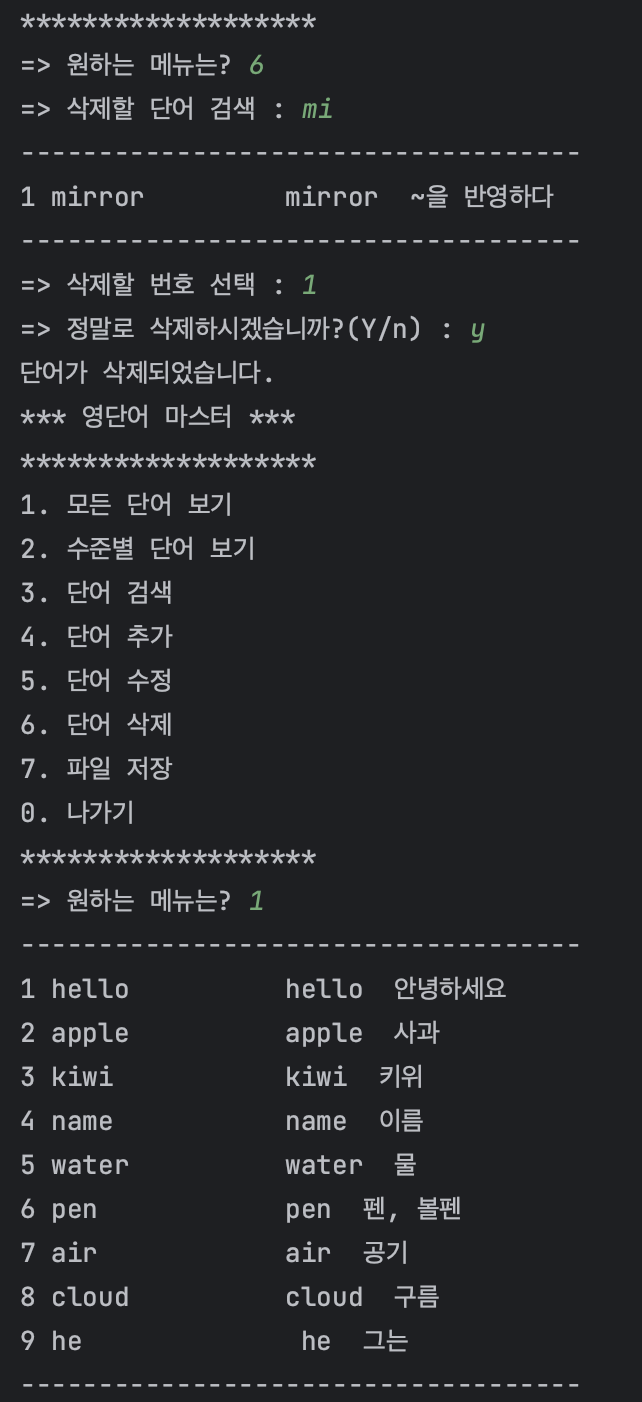 *******************
=> 원하는 메뉴는? 6
=> 삭제할 단어 검색 : mi
------------------------------------
1 mirror         mirror  ~을 반영하다
------------------------------------
=> 삭제할 번호 선택 : 1
=> 정말로 삭제하시겠습니까?(Y/n) : y
단어가 삭제되었습니다.
*** 영단어 마스터 ***
*******************
1. 모든 단어 보기
2. 수준별 단어 보기
3. 단어 검색
4. 단어 추가
5. 단어 수정
6. 단어 삭제
7. 파일 저장
0. 나가기
*******************
=> 원하는 메뉴는? 1
------------------------------------
1 hello          hello  안녕하세요
2 apple          apple  사과
3 kiwi           kiwi  키위
4 name           name  이름
5 water          water  물
6 pen            pen  펜, 볼펜
7 air            air  공기
8 cloud          cloud  구름
9 he              he  그는
------------------------------------